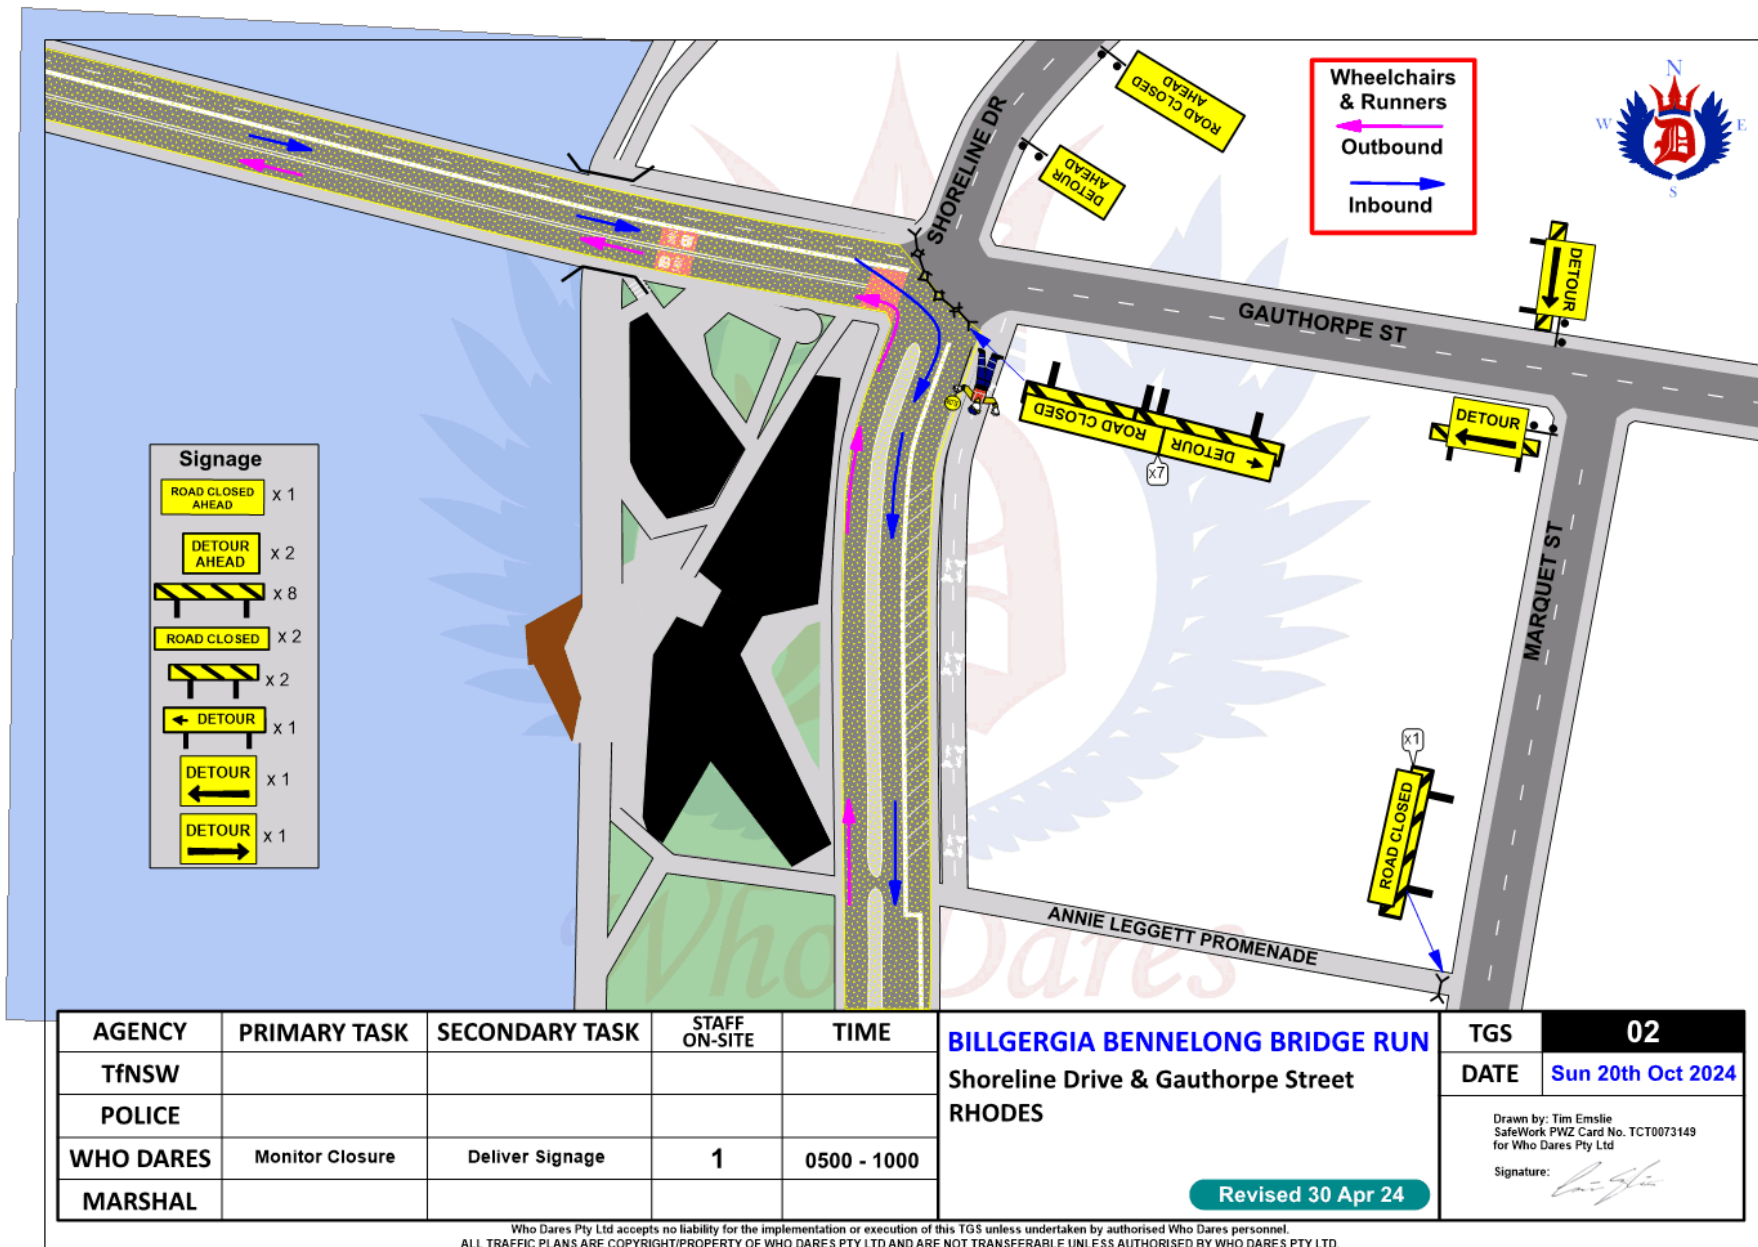 Wheelchairs
& Runners
Outbound
Inbound
N
W
E
S
D
ROAD CLOSED
AHEAD
DETOUR
AHEAD
SHORELINE DR
GAUTHORPE ST
DETOUR
DETOUR
ROAD CLOSED
DETOUR
x7
MARQUET ST
x1
ROAD CLOSED
ANNIE LEGGETT PROMENADE
Who Dares
Signage
ROAD CLOSED
AHEAD
x 1
DETOUR
AHEAD
x 2
x 8
ROAD CLOSED
x 2
x 2
DETOUR
x 1
DETOUR
x 1
DETOUR
x 1
AGENCY PRIMARY TASK SECONDARY TASK STAFF ON-SITE TIME
TfNSW
POLICE
WHO DARES Monitor Closure Deliver Signage 1 0500 - 1000
MARSHAL
BILLGERGIA BENNELONG BRIDGE RUN
Shoreline Drive & Gauthorpe Street
RHODES
Revised 30 Apr 24
TGS 02
DATE Sun 20th Oct 2024
Drawn by: Tim Emslie
SafeWork PWZ Card No. TCT0073149
for Who Dares Pty Ltd
Signature:
Who Dares Pty Ltd accepts no liability for the implementation or execution of this TGS unless undertaken by authorised Who Dares personnel.
ALL TRAFFIC PLANS ARE COPYRIGHT/PROPERTY OF WHO DARES PTY LTD AND ARE NOT TRANSFERABLE UNLESS AUTHORISED BY WHO DARES PTY LTD.